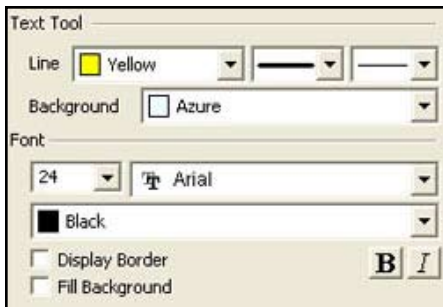 Text Tool
Line Yellow
Background Azure
Font
24 Arial
Black
Display Border B I
Fill Background